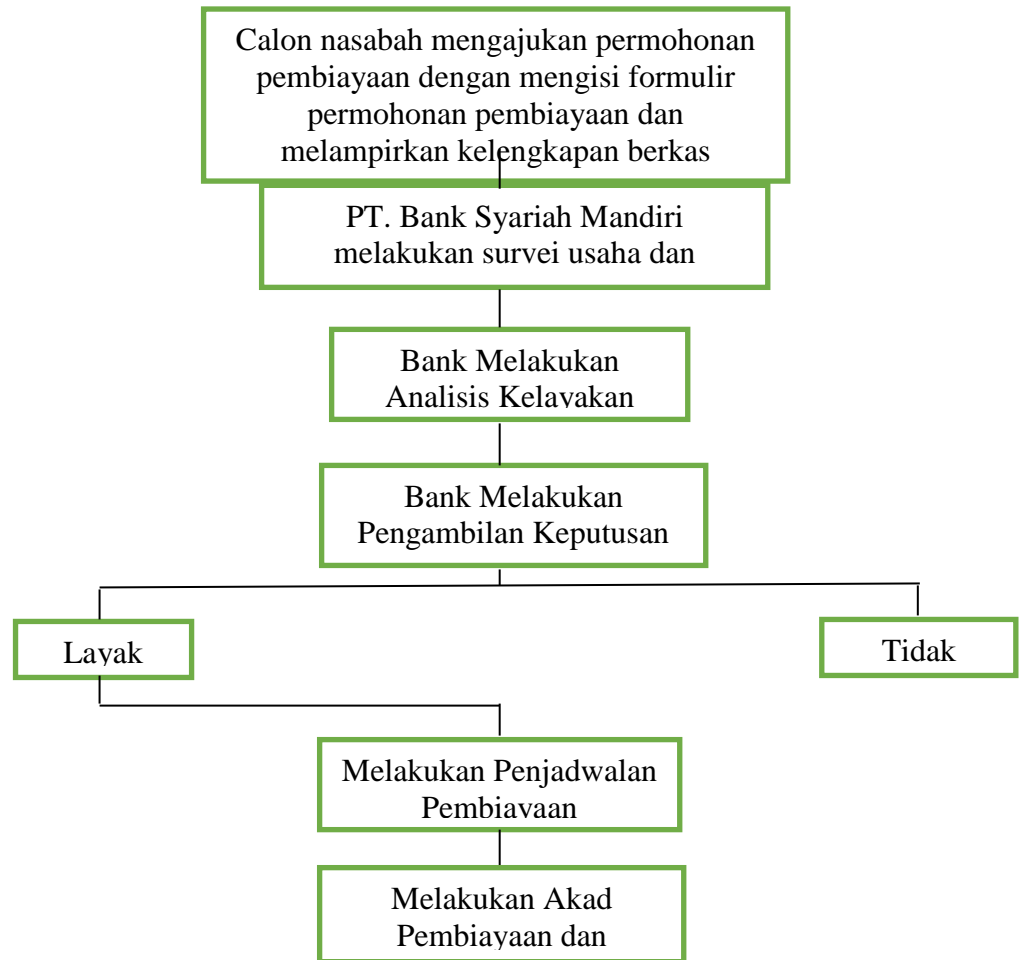 Calon nasabah mengajukan permohonan
pembiayaan dengan mengisi formulir
permohonan pembiayaan dan
melampirkan kelengkapan berkas
PT. Bank Syariah Mandiri
melakukan survei usaha dan
Bank Melakukan
Analisis Kelayakan
Bank Melakukan
Pengambilan Keputusan
Layak
Tidak
Melakukan Penjadwalan
Pembiayaan
Melakukan Akad
Pembiayaan dan